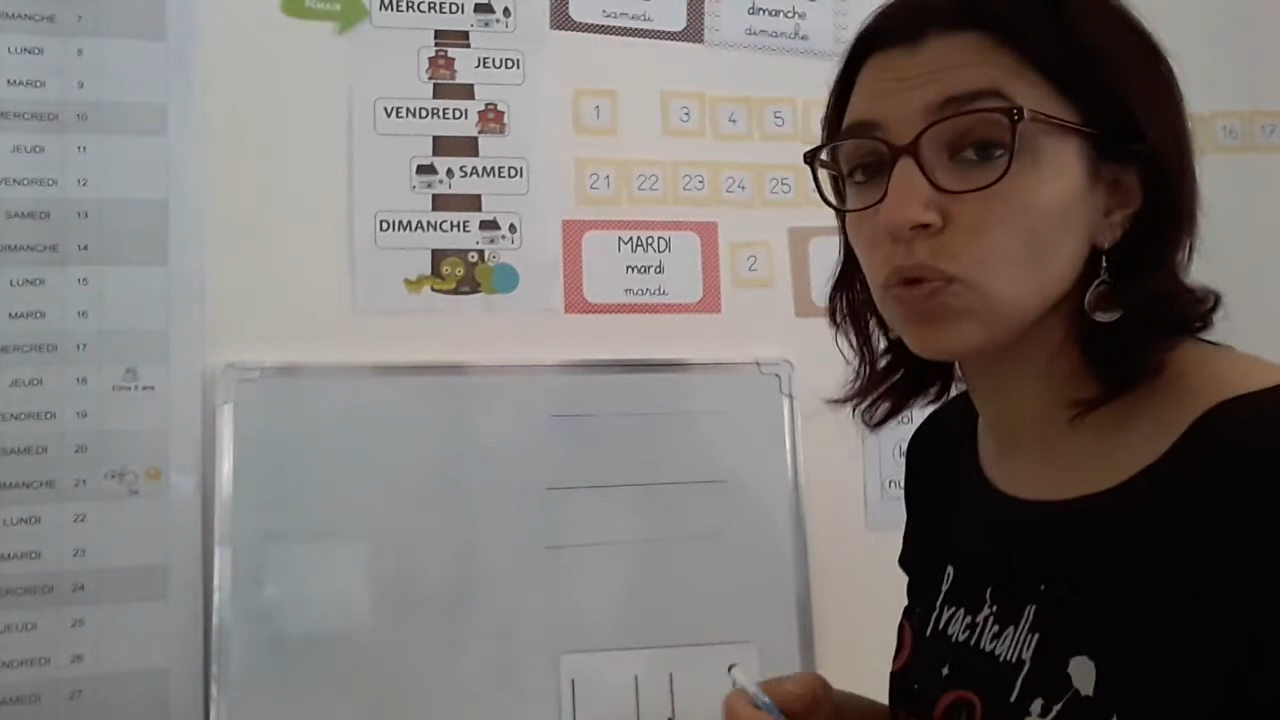 DIMANCHE 7
LUNDI 8
MARDI 9
MERCREDI 10
JEUDI 11
VENDREDI 12
SAMEDI 13
DIMANCHE 14
LUNDI 15
MARDI 16
MERCREDI 17
JEUDI 18
VENDREDI 19
SAMEDI 20
DIMANCHE 21
LUNDI 22
MARDI 23
MERCREDI 24
JEUDI 25
VENDREDI 26
SAMEDI 27
DEMAIN
MERCREDI
JEUDI
VENDREDI
SAMEDI
DIMANCHE
samedi
dimanche
dimanche
1 3 4 5
16 17
21 22 23 24 25
MARDI
mardi
mardi
2
Practically